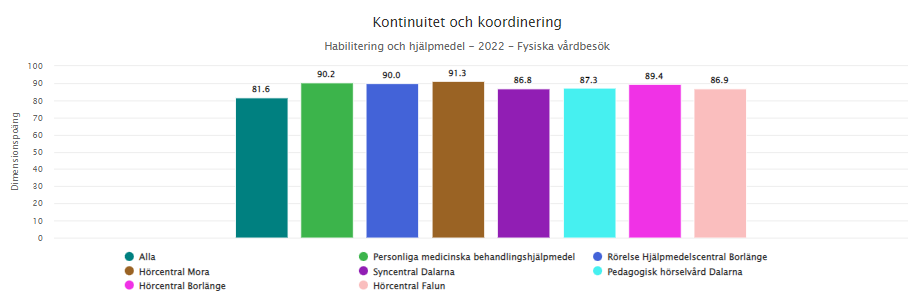 Kontinuitet och koordinering
Habilitering och hjälpmedel - 2022 - Fysiska vårdbesök
Dimensionspoäng
100
90
80
70
60
50
40
30
20
10
0
81.6
90.2
90.0
91.3
86.8
87.3
89.4
86.9
Alla
Personliga medicinska behandlingshjälpmedel
Rörelse Hjälpmedelscentral Borlänge
Hörcentral Mora
Syncentral Dalarna
Pedagogisk hörselvård Dalarna
Hörcentral Borlänge
Hörcentral Falun